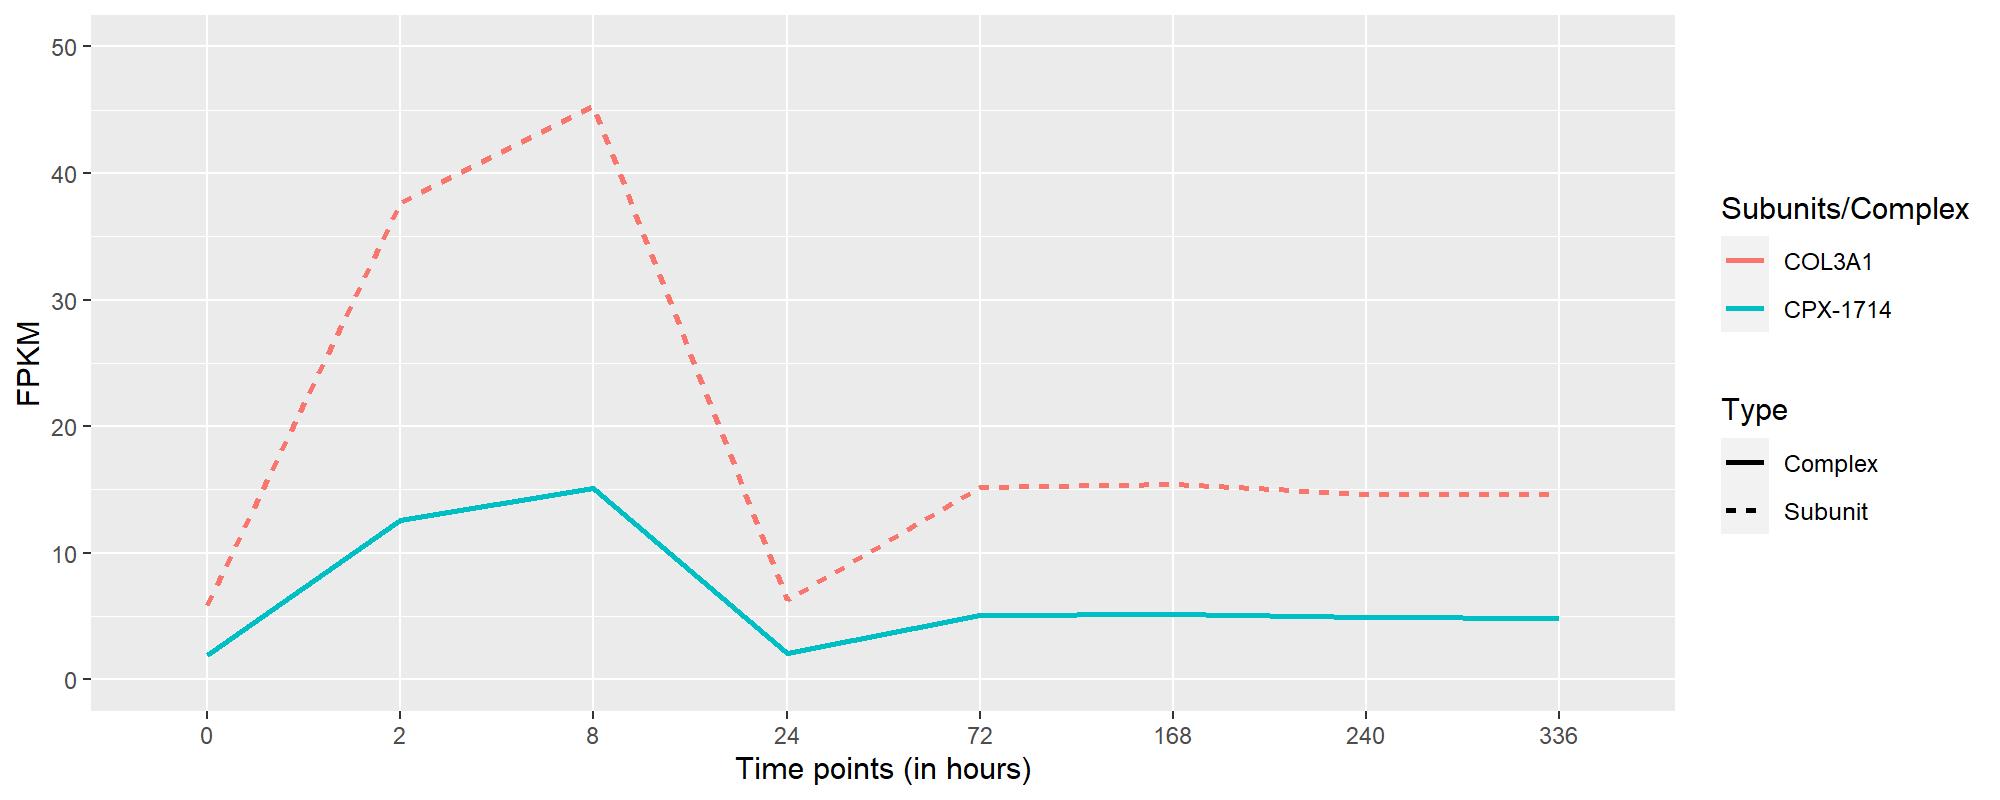 50
40
30
20
10
0
FPKM
0 2 8 24 72 168 240 336
Time points (in hours)
Subunits/Complex
COL3A1
CPX-1714
Type
Complex
Subunit